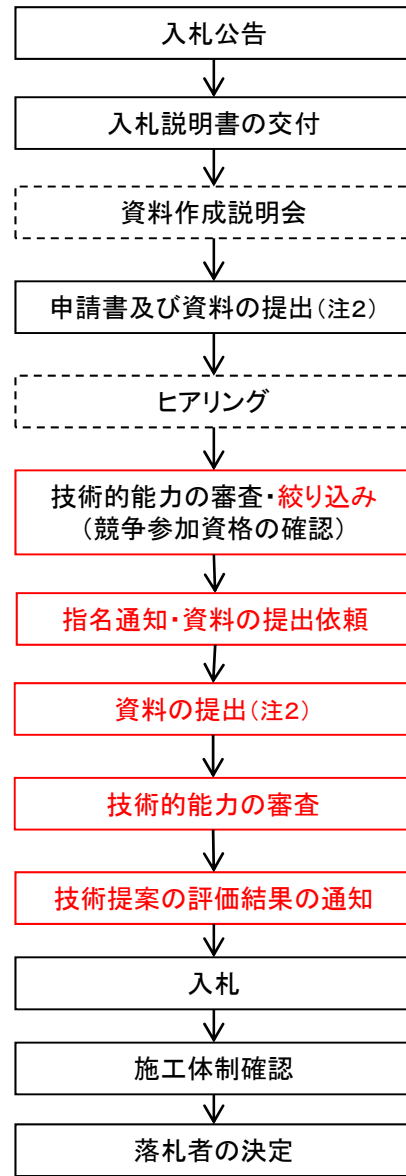 入札公告
入札説明書の交付
資料作成説明会
申請書及び資料の提出（注２）
ヒアリング
技術的能力の審査・絞り込み
（競争参加資格の確認）
指名通知・資料の提出依頼
資料の提出（注２）
技術的能力の審査
技術提案の評価結果の通知
入札
施工体制確認
落札者の決定